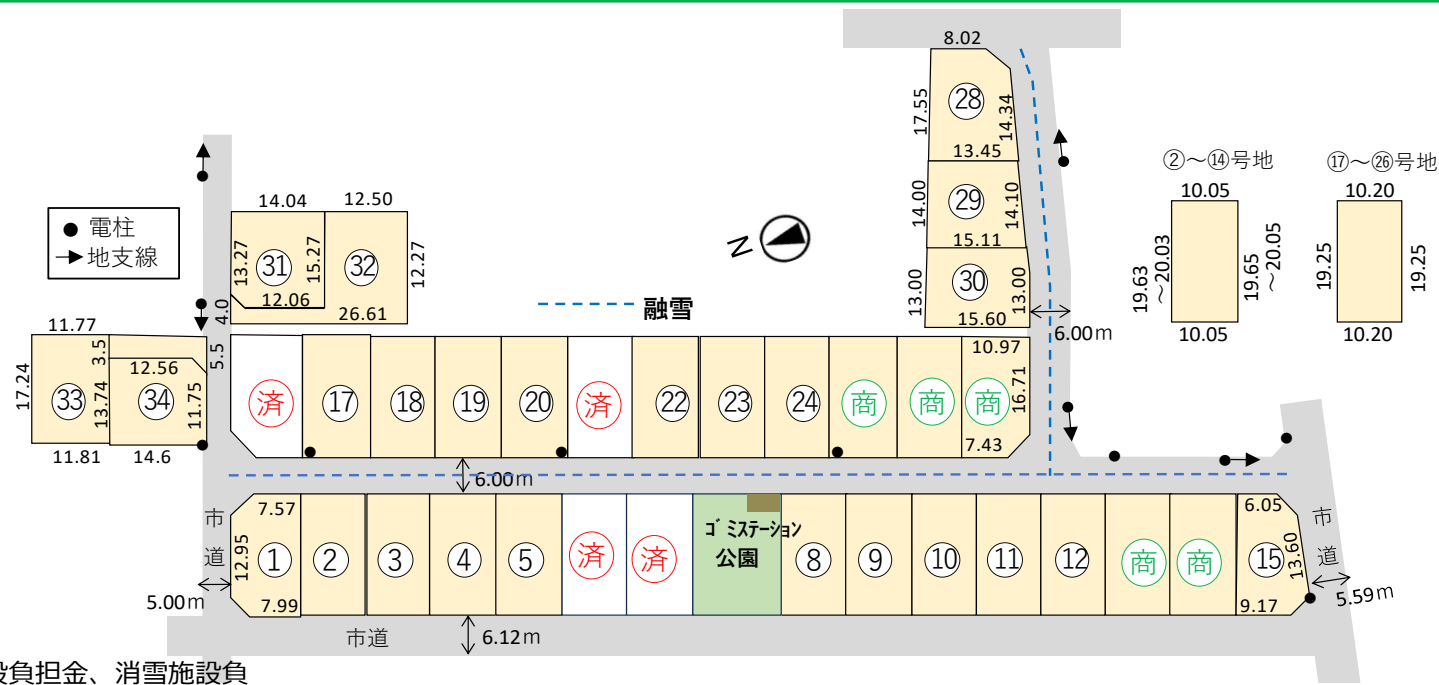 8.02
17.55
㉘
14.34
13.45
14.00
㉙
14.10
15.11
13.00
㉚
13.00
15.60
6.00m
②～⑭号地
10.05
19.63
～20.03
19.65
～20.05
10.05
⑰～㉖号地
10.20
19.25
19.25
10.20
電柱
地支線
14.04
12.50
13.27
㉛
15.27
㉜
12.27
12.06
26.61
4.0
N
融雪
11.77
3.5
5.5
12.56
17.24
㉝
13.74
㉞
11.75
11.81
14.6
済
⑰
⑱
⑲
⑳
済
㉒
㉓
㉔
商
商
商
10.97
16.71
7.43
6.00m
市道
5.00m
7.57
12.95
①
7.99
②
③
④
⑤
済
済
ゴミステーション
公園
⑧
⑨
⑩
⑪
⑫
商
商
6.05
⑮
13.60
9.17
市道
5.59m
市道
6.12m
設負担金、消雪施設負